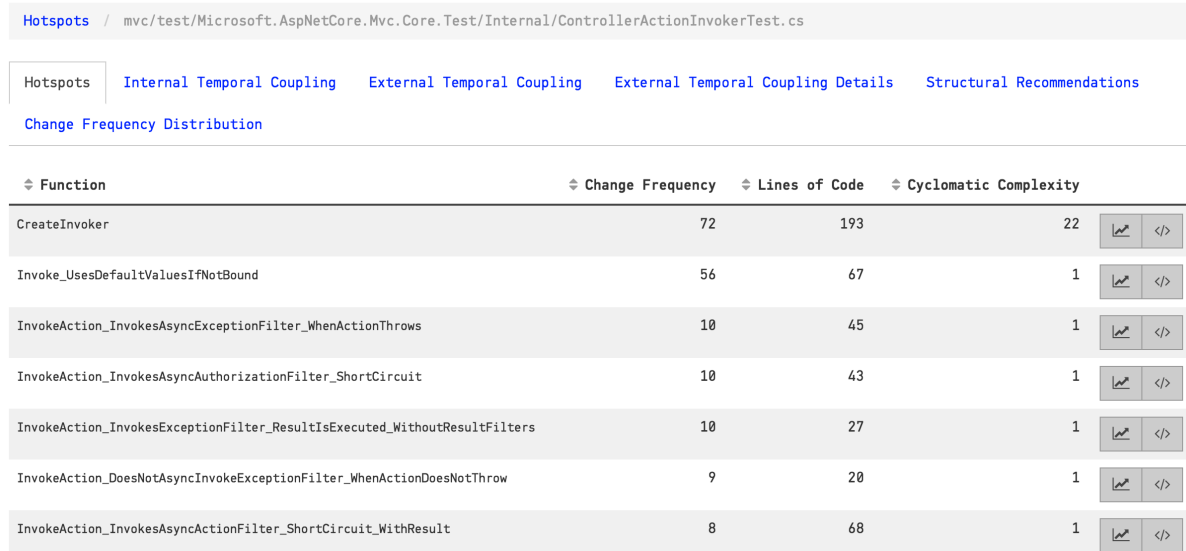 Hotspots / mvc/test/Microsoft.AspNetCore.Mvc.Core.Test/Internal/ControllerActionInvokerTest.cs
Hotspots Internal Temporal Coupling External Temporal Coupling External Temporal Coupling Details Structural Recommendations
Change Frequency Distribution
Function Change Frequency Lines of Code Cyclomatic Complexity
CreateInvoker 72 193 22 </>
Invoke_UsesDefaultValuesIfNotBound 56 67 1 </>
InvokeAction_InvokesAsyncExceptionFilter_WhenActionThrows 10 45 1 </>
InvokeAction_InvokesAsyncAuthorizationFilter_ShortCircuit 10 43 1 </>
InvokeAction_InvokesExceptionFilter_ResultIsExecuted_WithoutResultFilters 10 27 1 </>
InvokeAction_DoesNotAsyncInvokeExceptionFilter_WhenActionDoesNotThrow 9 20 1 </>
InvokeAction_InvokesAsyncActionFilter_ShortCircuit_WithResult 8 68 1 </>